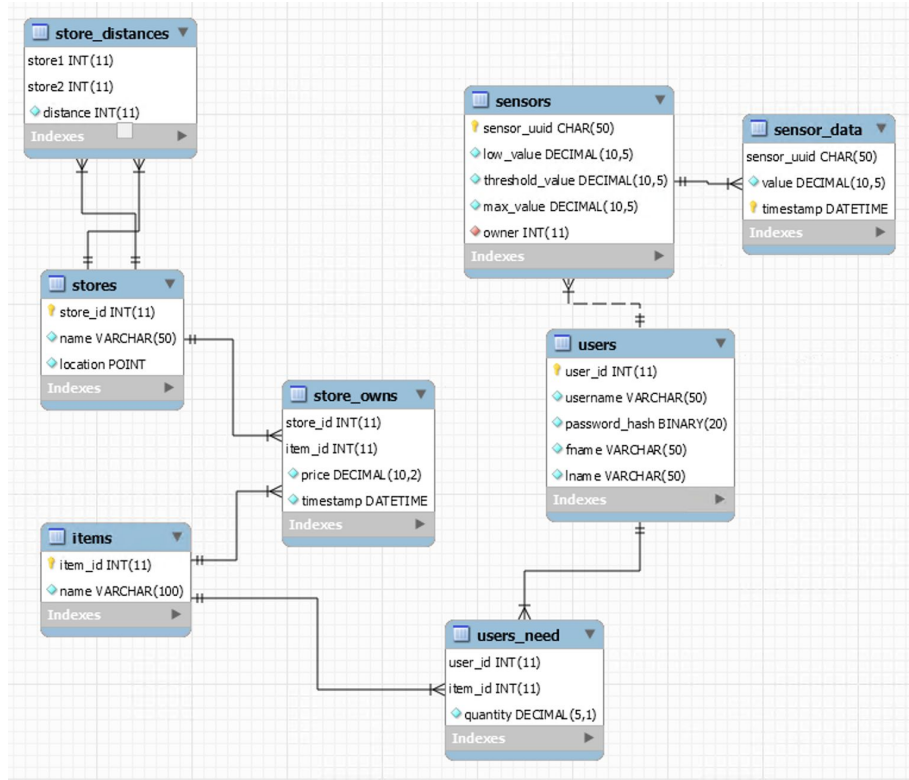 store_distances
store1 INT(11)
store2 INT(11)
distance INT(11)
Indexes
sensors
sensor_uuid CHAR(50)
low_value DECIMAL(10,5)
threshold_value DECIMAL(10,5)
max_value DECIMAL(10,5)
owner INT(11)
Indexes
sensor_data
sensor_uuid CHAR(50)
value DECIMAL(10,5)
timestamp DATETIME
Indexes
stores
store_id INT(11)
name VARCHAR(50)
location POINT
Indexes
users
user_id INT(11)
username VARCHAR(50)
password_hash BINARY(20)
fname VARCHAR(50)
lname VARCHAR(50)
Indexes
store_owns
store_id INT(11)
item_id INT(11)
price DECIMAL(10,2)
timestamp DATETIME
Indexes
items
item_id INT(11)
name VARCHAR(100)
Indexes
users_need
user_id INT(11)
item_id INT(11)
quantity DECIMAL(5,1)
Indexes